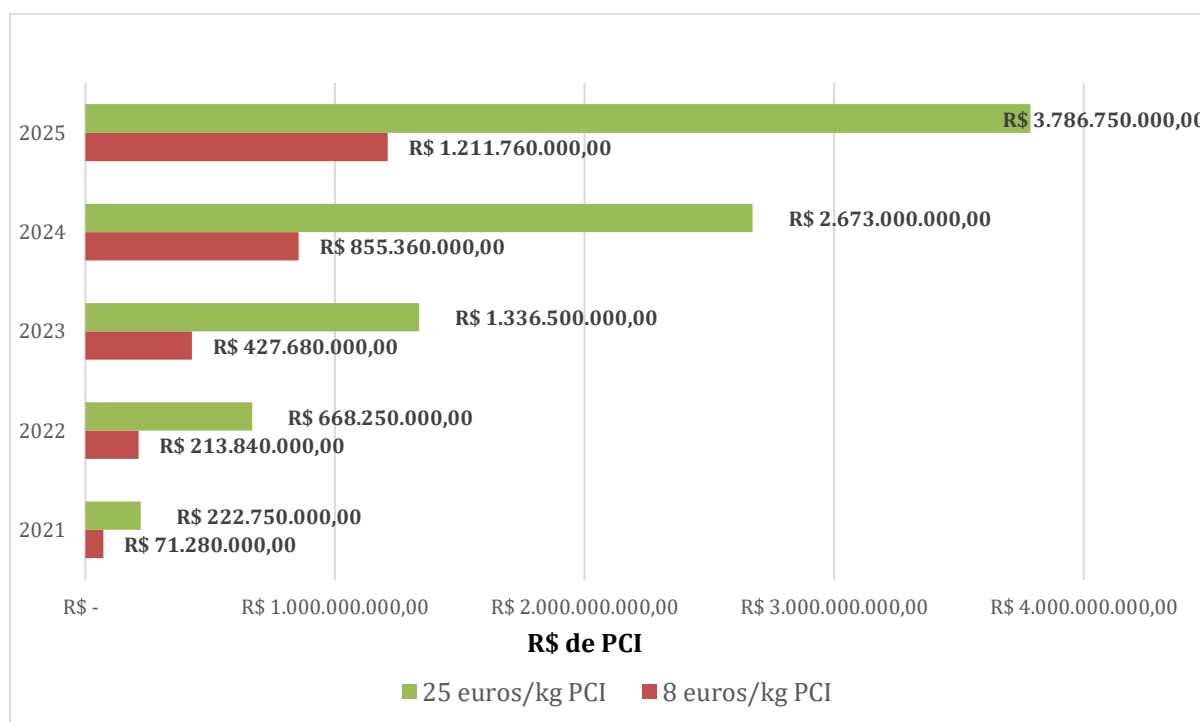 2025
R$ 3.786.750.000,00
R$ 1.211.760.000,00
2024
R$ 2.673.000.000,00
R$ 855.360.000,00
2023
R$ 1.336.500.000,00
R$ 427.680.000,00
2022
R$ 668.250.000,00
R$ 213.840.000,00
2021
R$ 222.750.000,00
R$ 71.280.000,00
R$ - R$ 1.000.000.000,00 R$ 2.000.000.000,00 R$ 3.000.000.000,00 R$ 4.000.000.000,00
R$ de PCI
25 euros/kg PCI 8 euros/kg PCI